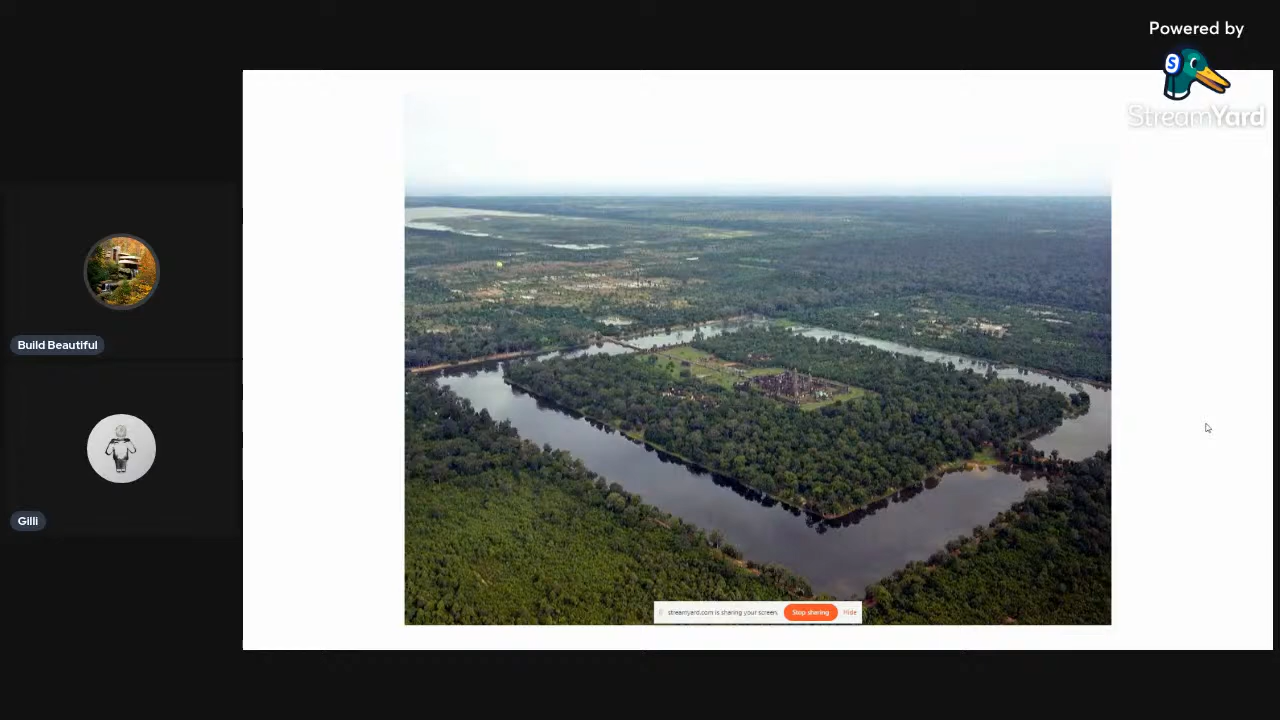 Powered by
S
StreamYard
Build Beautiful
Gilli
streamyard.com is sharing your screen.
Stop sharing
Hide